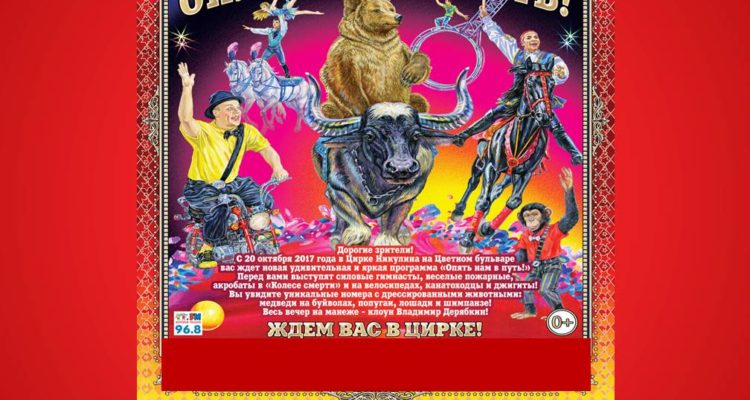 Дорогие зрители!
С 20 октября 2017 года в Цирке Никулина на Цветном бульваре
вас ждет новая удивительная и яркая программа «Опять нам в путь!»
Перед вами выступят силовые гимнасты, веселые пожарные,
акробаты в «Колесе смерти» и на велосипедах, канатоходцы и джигиты!
Вы увидите уникальные номера с дрессированными животными:
медведи на буйволах, попугаи, лошади и шимпанзе!
Весь вечер на манеже - клоун Владимир Дерябкин!
FM
96.8
ЖДЕМ ВАС В ЦИРКЕ!
0+